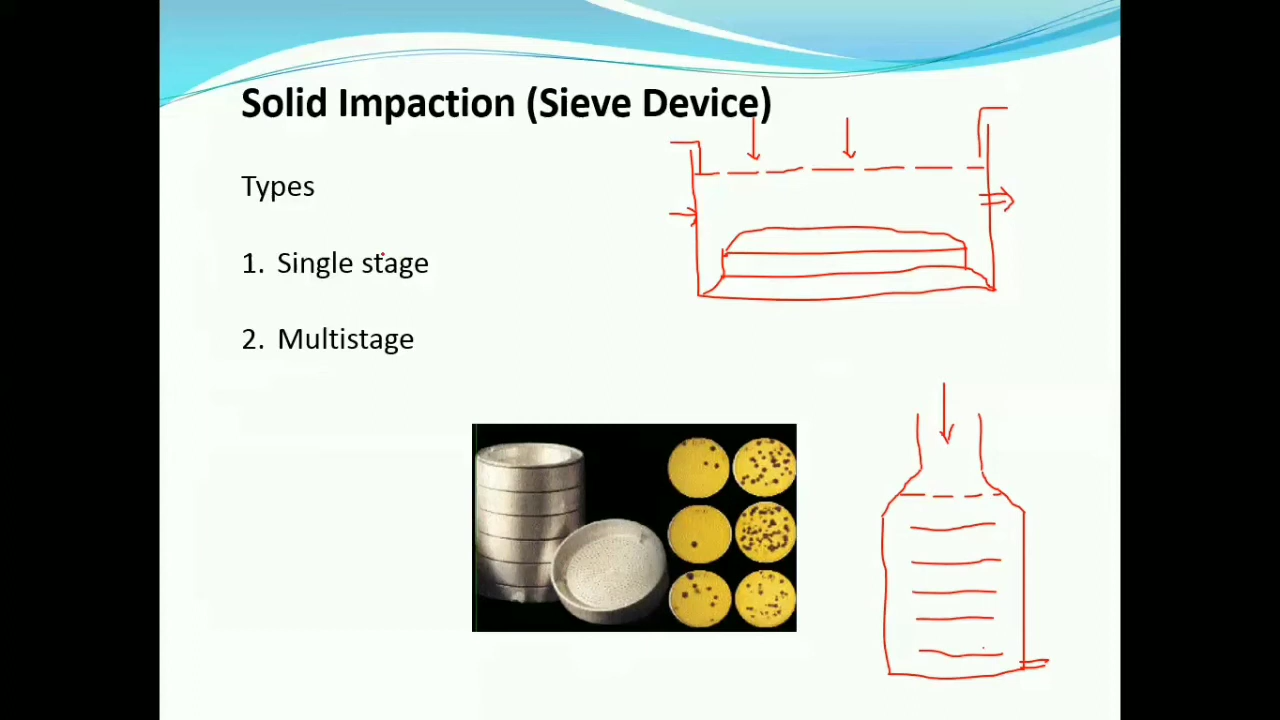 Solid Impaction (Sieve Device)
Types
1. Single stage
2. Multistage